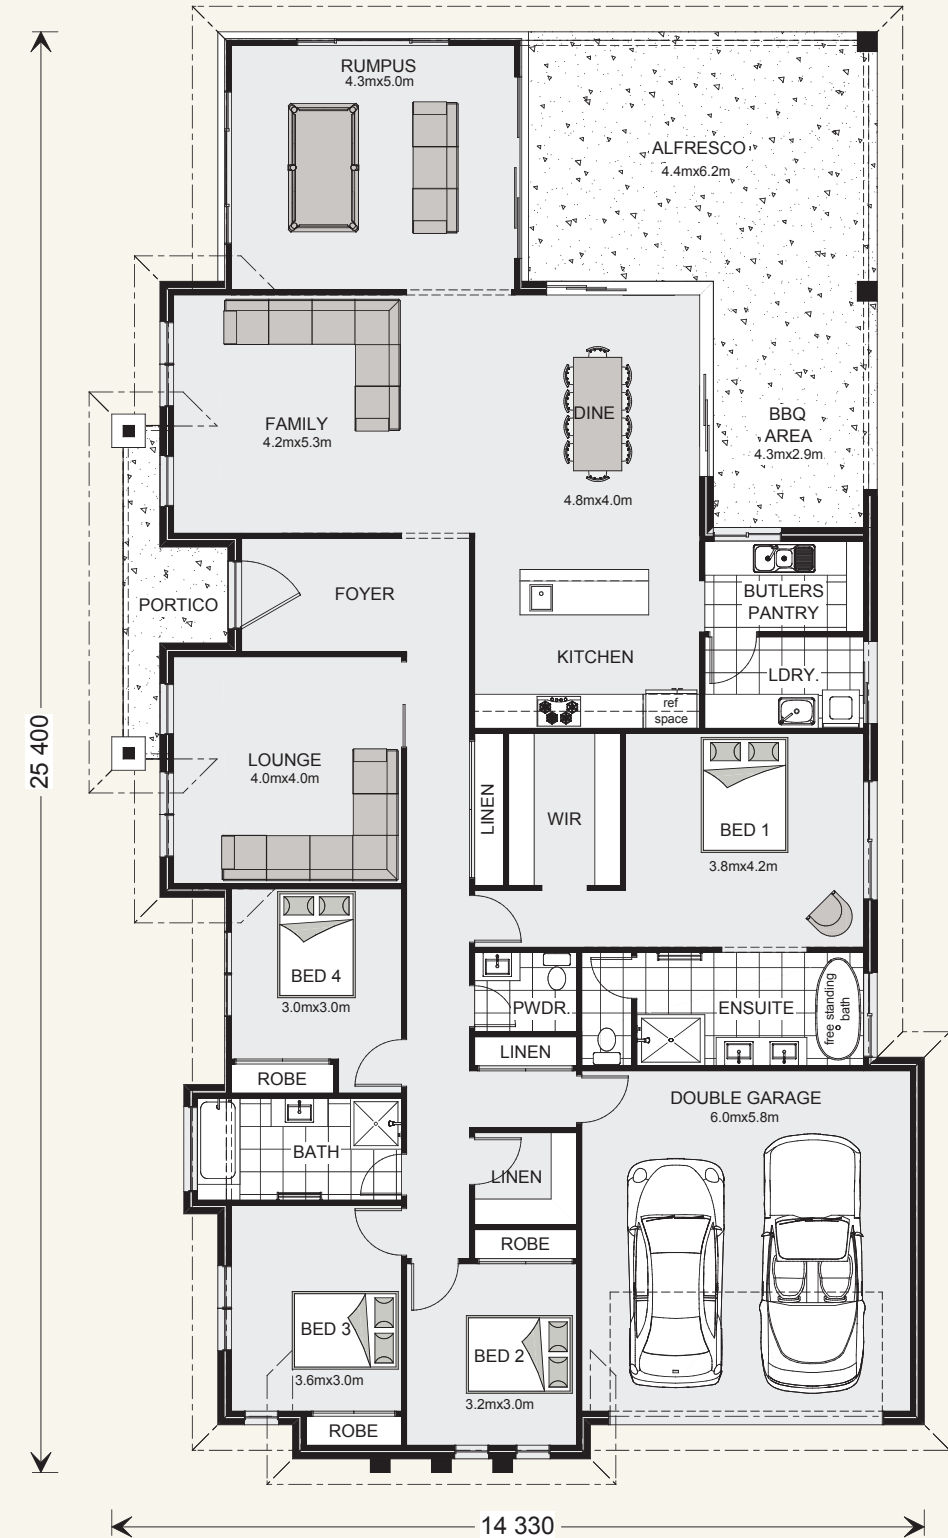 RUMPUS
4.3mx5.0m
ALFRESCO
4.4mx6.2m
FAMILY
4.2mx5.3m
DINE
4.8mx4.0m
BBQ
AREA
4.3mx2.9m
PORTICO
FOYER
BUTLERS
PANTRY
KITCHEN
LDRY.
ref
space
25 400
LOUNGE
4.0mx4.0m
LINEN
WIR
BED 1
3.8mx4.2m
BED 4
3.0mx3.0m
PWDR.
ENSUITE
free standing
bath
LINEN
ROBE
DOUBLE GARAGE
6.0mx5.8m
BATH
LINEN
ROBE
BED 3
3.6mx3.0m
BED 2
3.2mx3.0m
ROBE
14 330